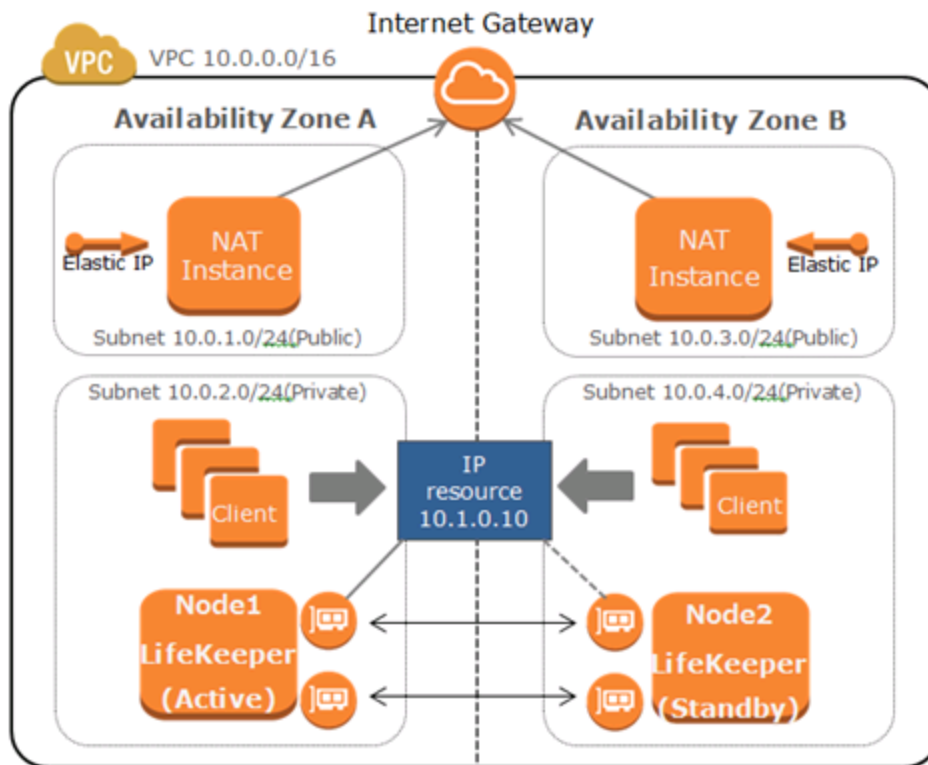 Internet Gateway
VPC
VPC 10.0.0.0/16
Availability Zone A
Availability Zone B
NAT
Instance
Elastic IP
Subnet 10.0.1.0/24(Public)
NAT
Instance
Elastic IP
Subnet 10.0.3.0/24(Public)
Subnet 10.0.2.0/24(Private)
Subnet 10.0.4.0/24(Private)
Client
IP
resource
10.1.0.10
Client
Node1
LifeKeeper
(Active)
Node2
LifeKeeper
(Standby)